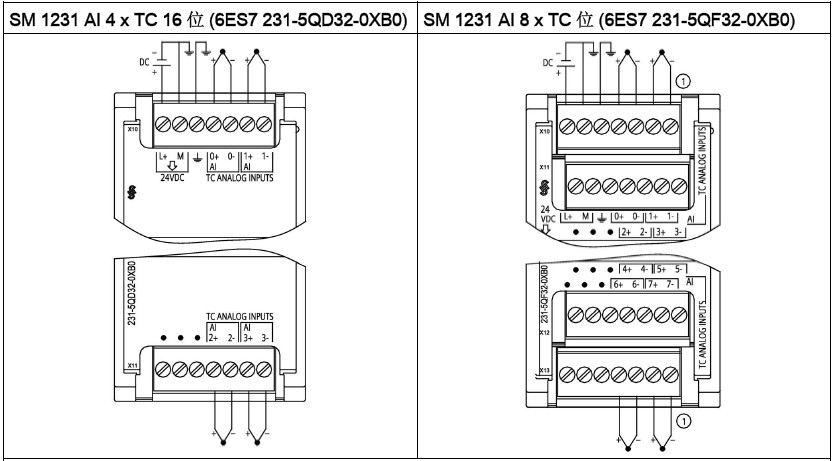 SM 1231 AI 4 x TC 16 位 (6ES7 231-5QD32-0XB0)
DC
−
+
+ − + −
X10
L+ M 0+ 0- 1+ 1-
AI AI
24VDC TC ANALOG INPUTS
231-5QD32-0XB0
TC ANALOG INPUTS
AI AI
2+ 2- 3+ 3-
X11
+ − + −
SM 1231 AI 8 x TC 位 (6ES7 231-5QF32-0XB0)
DC
−
+
+ − + −
①
X10
X11
TC ANALOG INPUTS
24
VDC
L+ M 0+ 0- 1+ 1- AI
2+ 2- 3+ 3-
231-5QF32-0XB0
4+ 4- 5+ 5-
6+ 6- 7+ 7- AI
TC ANALOG INPUTS
X12
X13
+ − + −
①